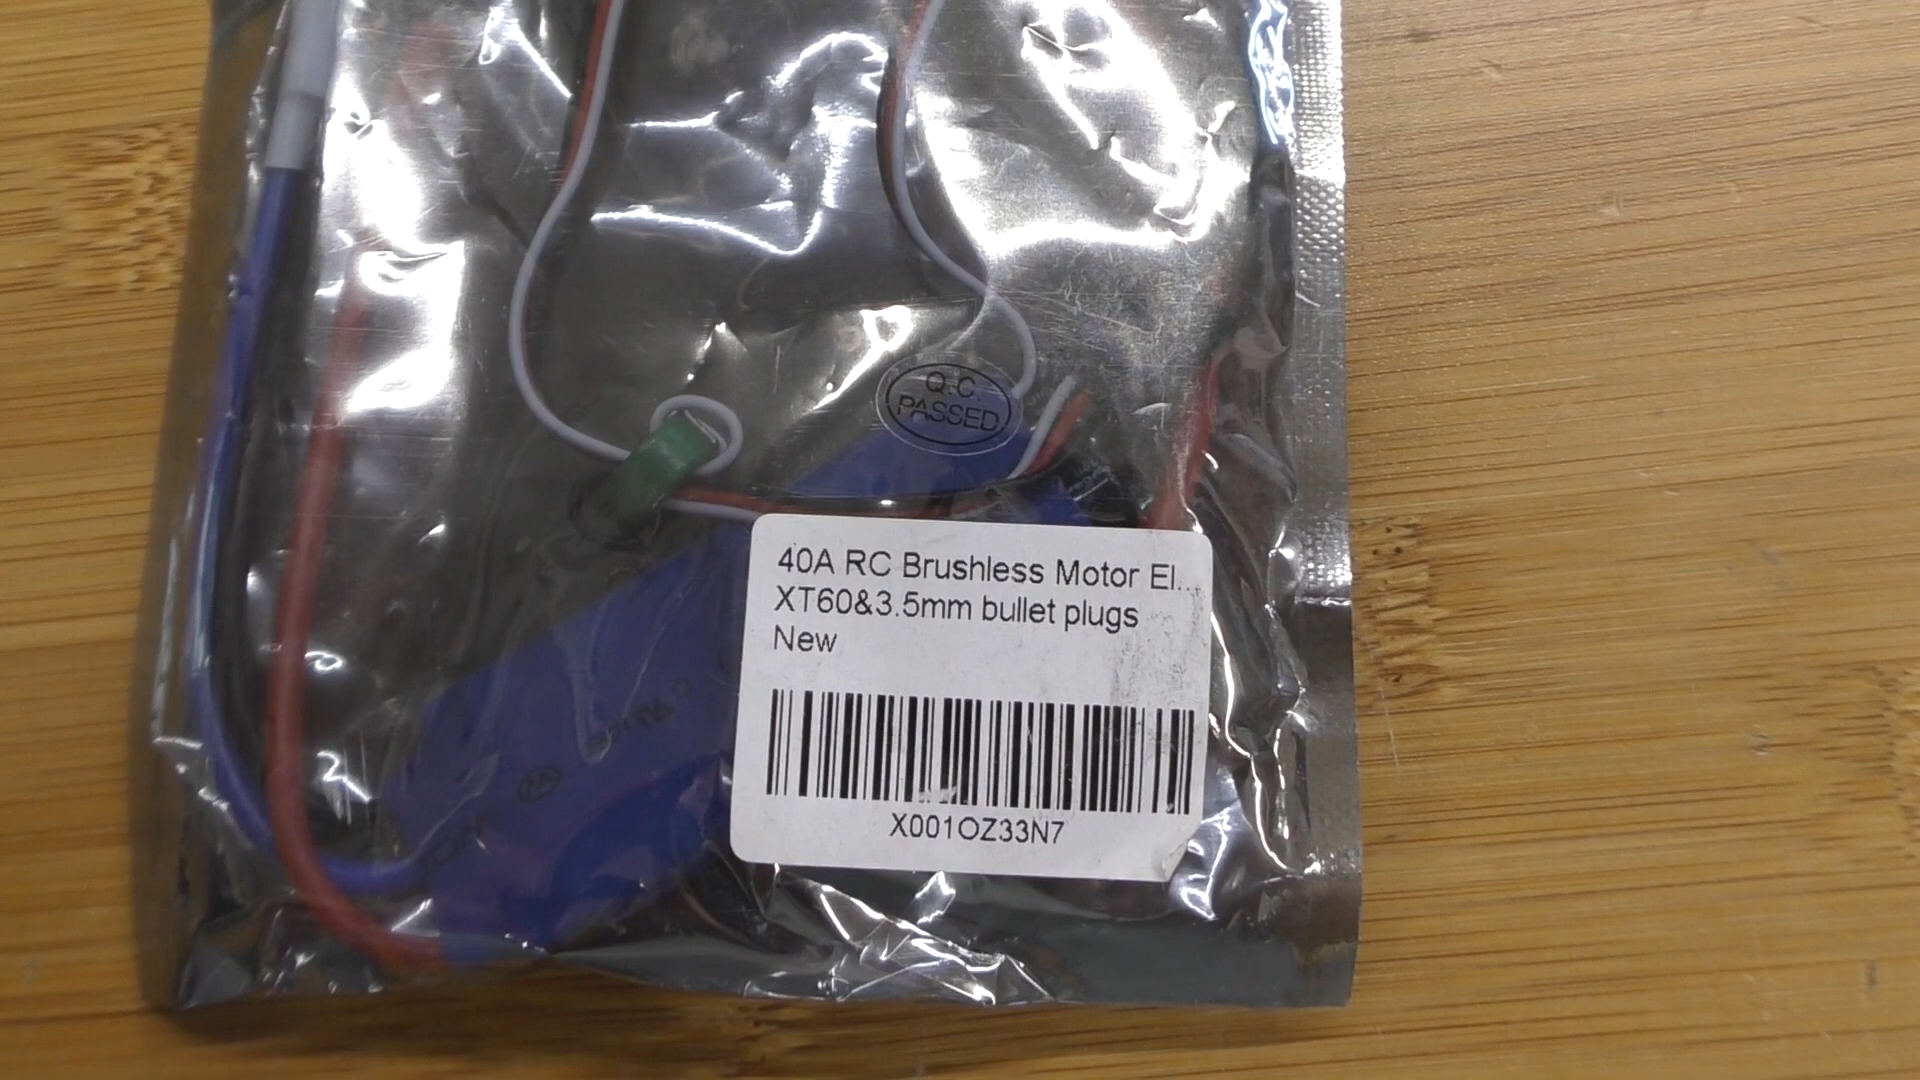 Q.C.
PASSED
40A RC Brushless Motor El...
XT60&3.5mm bullet plugs
New
X001OZ33N7